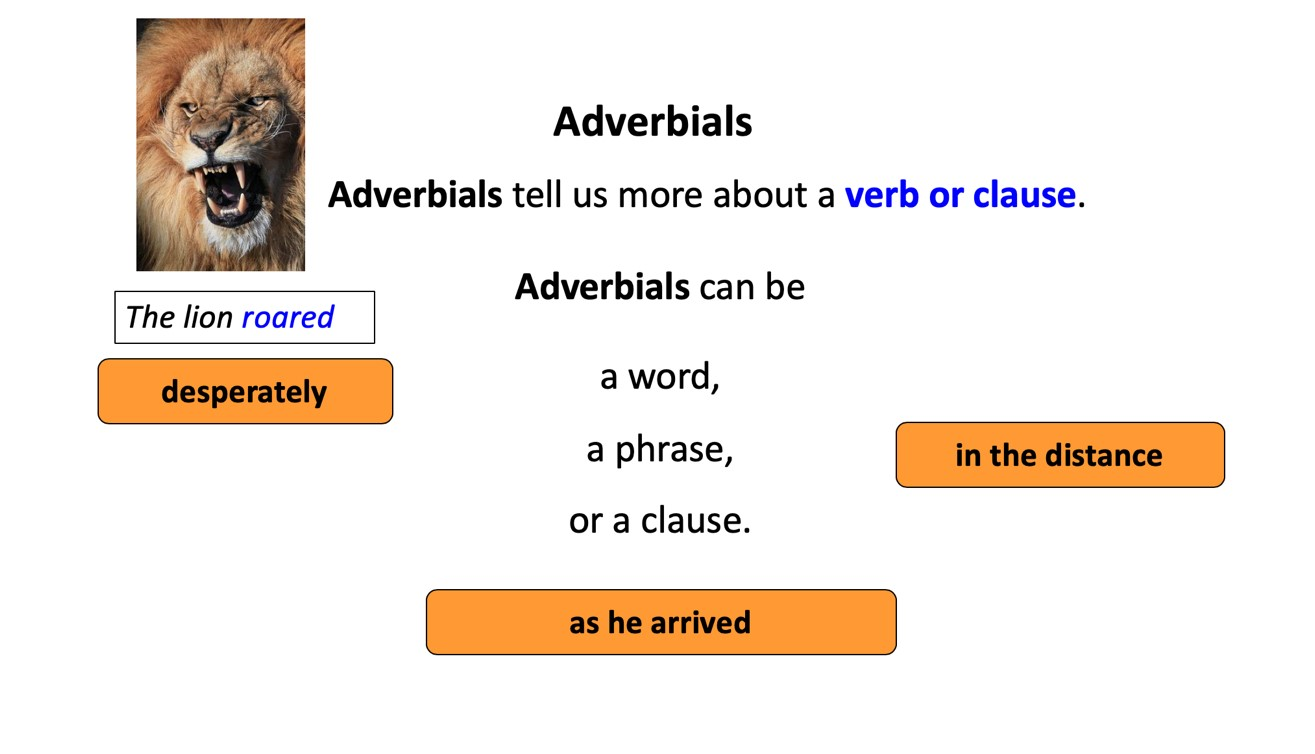 Adverbials
Adverbials tell us more about a verb or clause.
Adverbials can be
The lion roared
desperately
a word,
a phrase,
in the distance
or a clause.
as he arrived